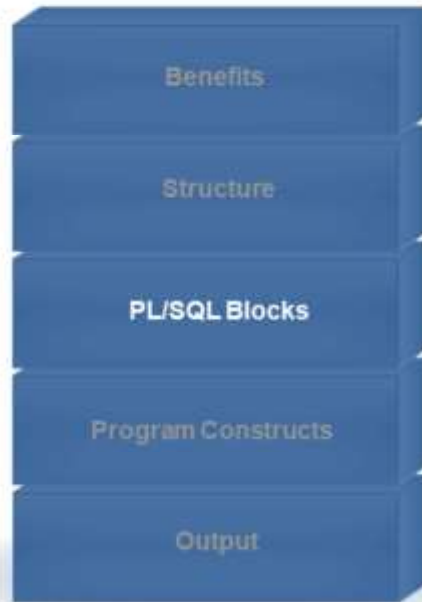 Benefits
Structure
PL/SQL Blocks
Program Constructs
Output